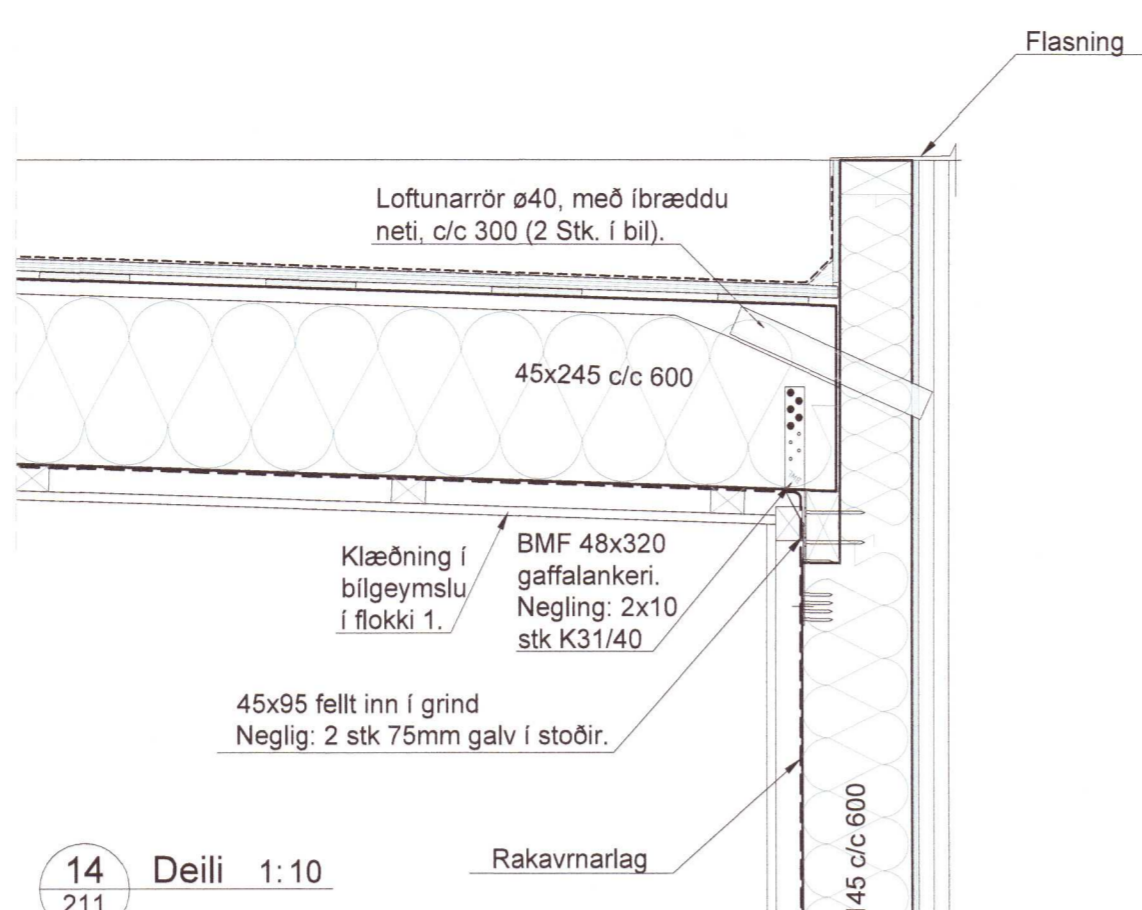 Flasning
Loftunarrör ø40, með íbræddu
neti, c/c 300 (2 Stk. í bil).
45x245 c/c 600
Klæðning í
bílgeymslu
í flokki 1.
BMF 48x320
gaffalankeri.
Negling: 2x10
stk K31/40
45x95 fellt inn í grind
Neglig: 2 stk 75mm galv í stoðir.
Rakavrnarlag
145 c/c 600
14
211
Deili 1:10